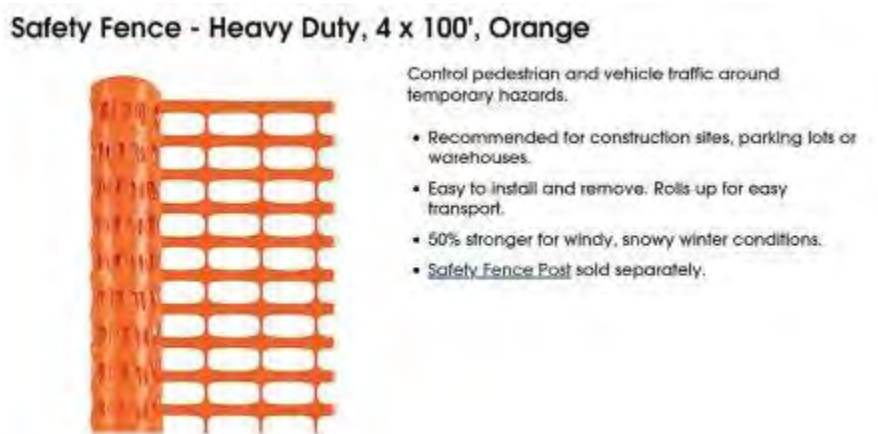 Safety Fence - Heavy Duty, 4 x 100', Orange
Control pedestrian and vehicle traffic around
temporary hazards.
• Recommended for construction sites, parking lots or
warehouses.
• Easy to install and remove. Rolls up for easy
transport.
• 50% stronger for windy, snowy winter conditions.
• Safety Fence Post sold separately.